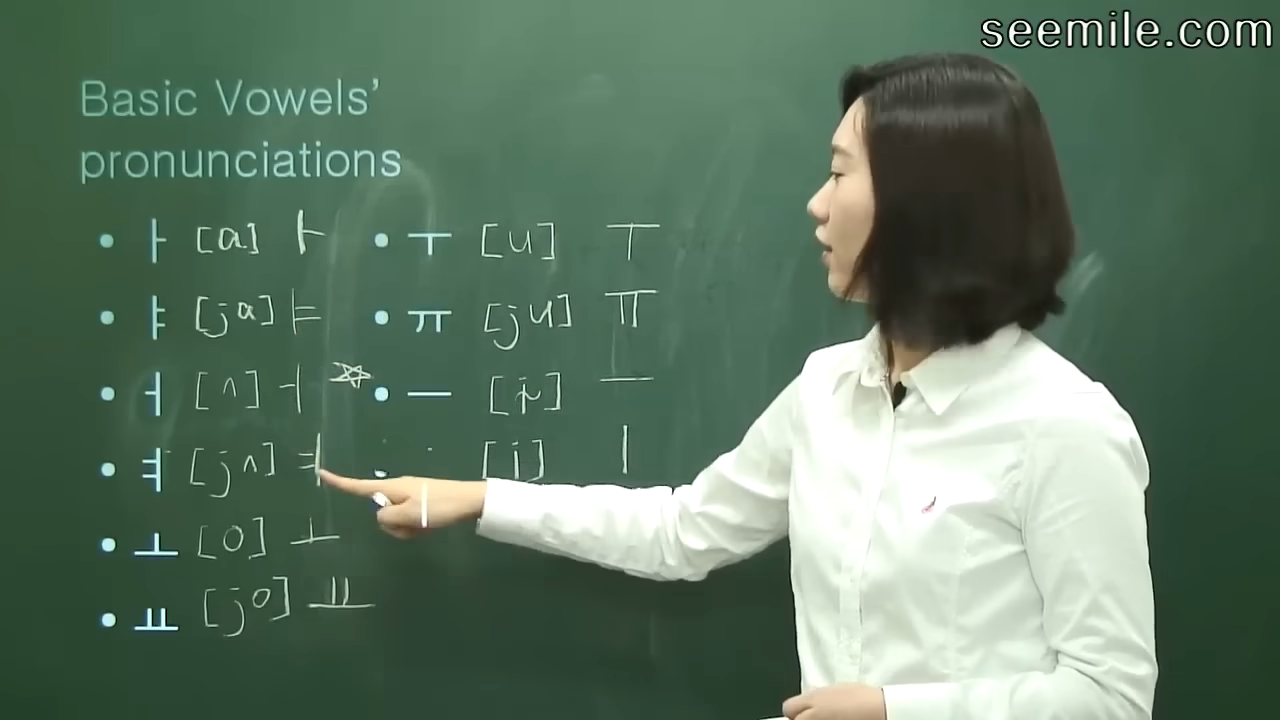 seemile.com
Basic Vowels'
pronunciations
• ㅏ [a] ㅏ
• ㅑ [ja] ㅑ
• ㅓ [ʌ] ㅓ ☆
• ㅕ [jʌ] ㅕ
• ㅗ [o] ㅗ
• ㅛ [jo] ㅛ
• ㅜ [u] ㅜ
• ㅠ [ju] ㅠ
• ㅡ ㅡ
• ㅣ [i] ㅣ